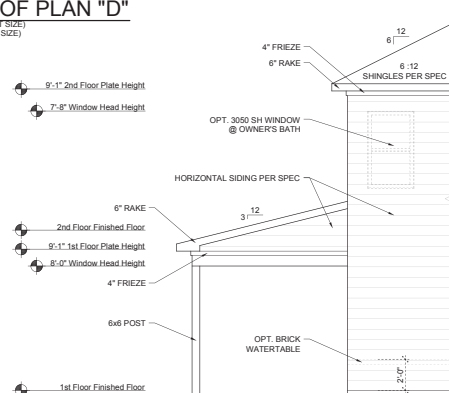 OF PLAN "D"
SIZE)
SIZE)
12
6
4" FRIEZE
6" RAKE
6 :12
SHINGLES PER SPEC
9'-1" 2nd Floor Plate Height
7'-8" Window Head Height
OPT. 3050 SH WINDOW
@ OWNER'S BATH
HORIZONTAL SIDING PER SPEC
6" RAKE
12
3
2nd Floor Finished Floor
9'-1" 1st Floor Plate Height
8'-0" Window Head Height
4" FRIEZE
6x6 POST
OPT. BRICK
WATERTABLE
2'-0"
1st Floor Finished Floor